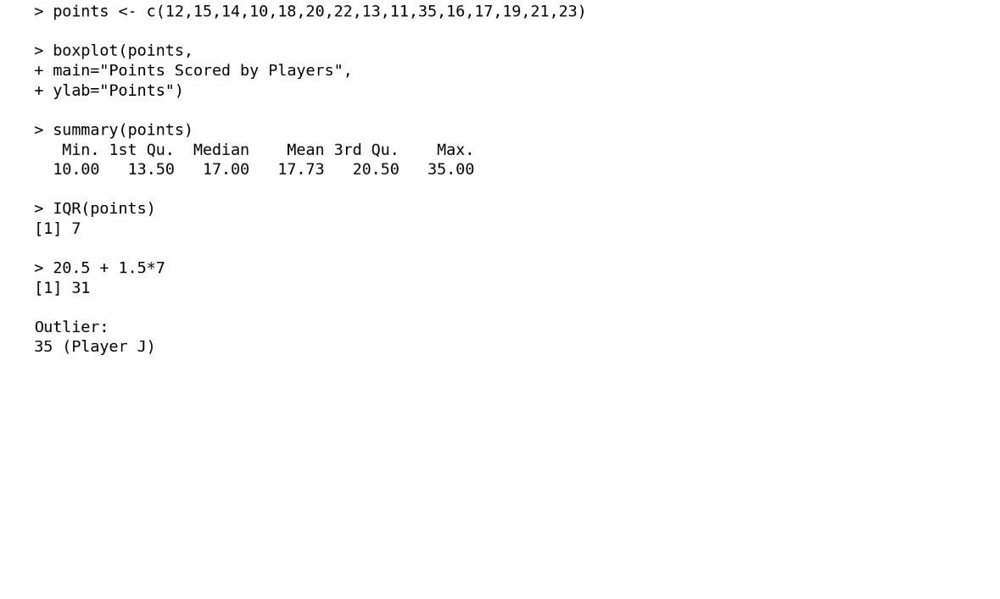 > points <- c(12,15,14,10,18,20,22,13,11,35,16,17,19,21,23)
> boxplot(points,
+ main="Points Scored by Players",
+ ylab="Points")
> summary(points)
   Min. 1st Qu.  Median    Mean 3rd Qu.    Max.
  10.00   13.50   17.00   17.73   20.50   35.00
> IQR(points)
[1] 7
> 20.5 + 1.5*7
[1] 31
Outlier:
35 (Player J)